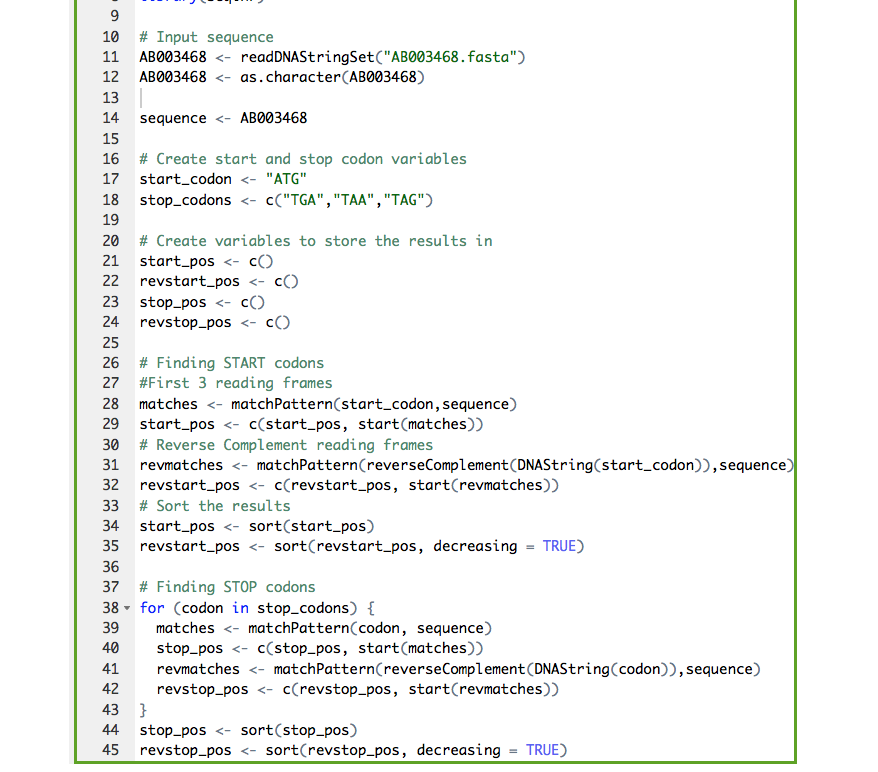 9
10 # Input sequence
11 AB003468 <- readDNAStringSet("AB003468.fasta")
12 AB003468 <- as.character(AB003468)
13
14 sequence <- AB003468
15
16 # Create start and stop codon variables
17 start_codon <- "ATG"
18 stop_codons <- c("TGA","TAA","TAG")
19
20 # Create variables to store the results in
21 start_pos <- c()
22 revstart_pos <- c()
23 stop_pos <- c()
24 revstop_pos <- c()
25
26 # Finding START codons
27 #First 3 reading frames
28 matches <- matchPattern(start_codon,sequence)
29 start_pos <- c(start_pos, start(matches))
30 # Reverse Complement reading frames
31 revmatches <- matchPattern(reverseComplement(DNAString(start_codon)),sequence)
32 revstart_pos <- c(revstart_pos, start(revmatches))
33 # Sort the results
34 start_pos <- sort(start_pos)
35 revstart_pos <- sort(revstart_pos, decreasing = TRUE)
36
37 # Finding STOP codons
38 for (codon in stop_codons) {
39   matches <- matchPattern(codon, sequence)
40   stop_pos <- c(stop_pos, start(matches))
41   revmatches <- matchPattern(reverseComplement(DNAString(codon)),sequence)
42   revstop_pos <- c(revstop_pos, start(revmatches))
43 }
44 stop_pos <- sort(stop_pos)
45 revstop_pos <- sort(revstop_pos, decreasing = TRUE)